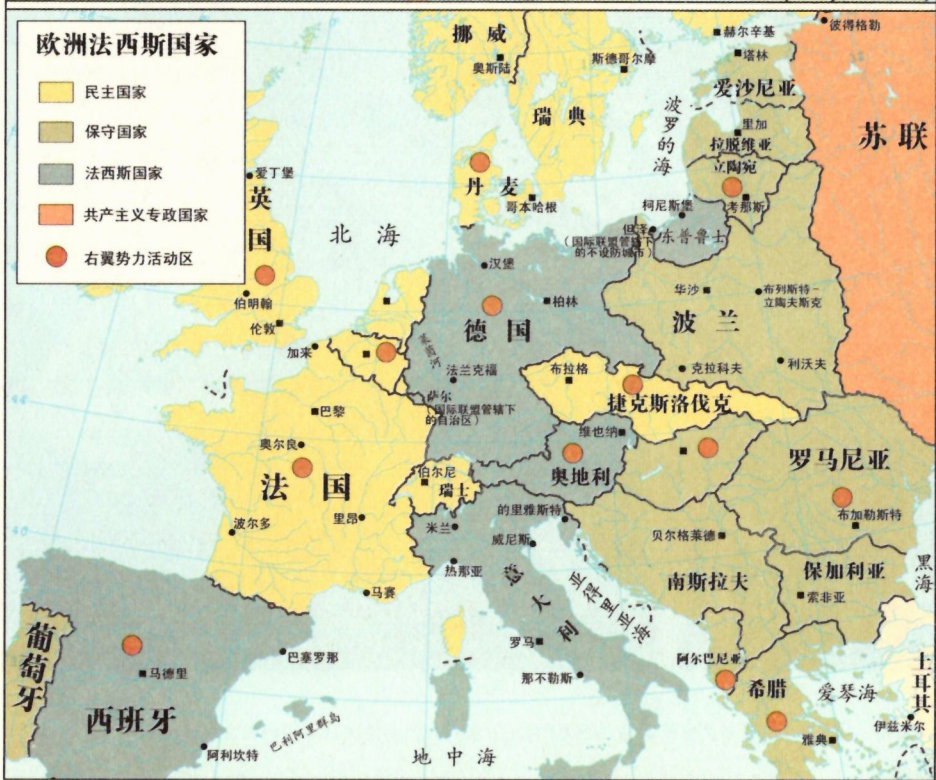 欧洲法西斯国家
民主国家
保守国家
法西斯国家
共产主义专政国家
右翼势力活动区
挪威
奥斯陆
斯德哥尔摩
赫尔辛基
彼得格勒
塔林
爱沙尼亚
瑞典
波罗的海
里加
拉脱维亚
苏联
立陶宛
考那斯
爱丁堡
英国
丹麦
哥本哈根
柯尼斯堡
但泽
（国际联盟管辖下
的不设防城市）
东普鲁士
北海
汉堡
柏林
德国
华沙
布列斯特-
立陶夫斯克
波兰
伯明翰
伦敦
加来
莱茵河
法兰克福
布拉格
克拉科夫
利沃夫
捷克斯洛伐克
萨尔
（国际联盟管辖下
的自治区）
巴黎
奥尔良
维也纳
奥地利
罗马尼亚
法国
伯尔尼
瑞士
布加勒斯特
波尔多
里昂
米兰
的里雅斯特
威尼斯
贝尔格莱德
热那亚
意大利
亚得里亚海
南斯拉夫
保加利亚
索非亚
黑海
马赛
葡萄牙
马德里
巴塞罗那
罗马
那不勒斯
阿尔巴尼亚
希腊
爱琴海
土耳其
伊兹米尔
西班牙
巴利阿里群岛
阿利坎特
地中海
雅典
44
40